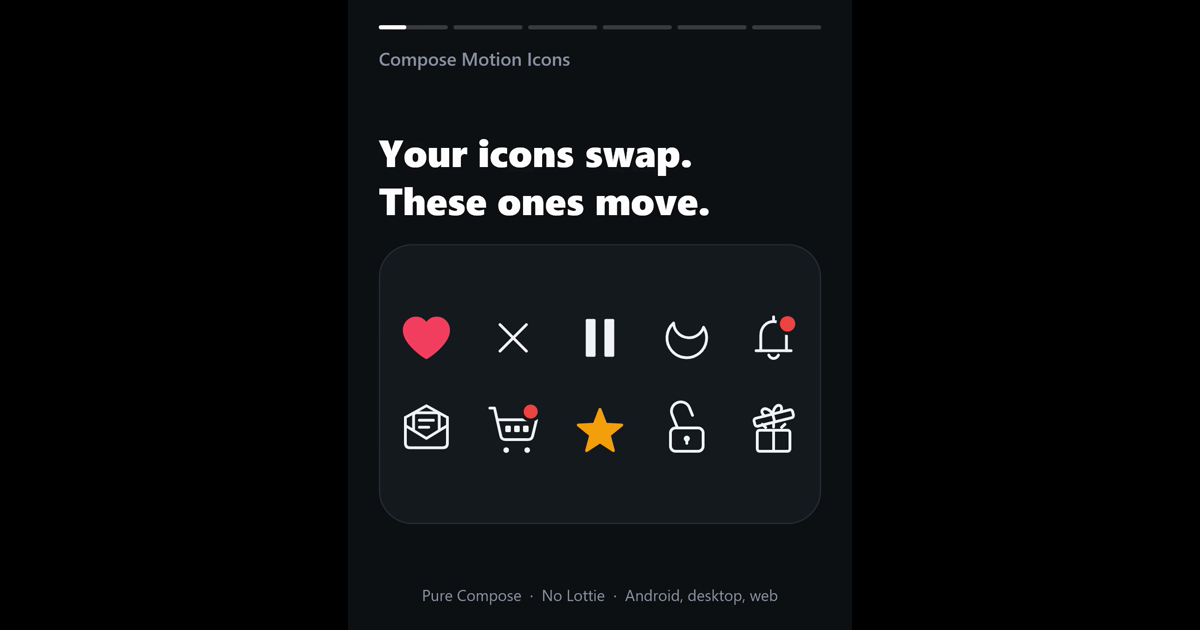 Compose Motion Icons
Your icons swap.
These ones move.
Pure Compose · No Lottie · Android, desktop, web